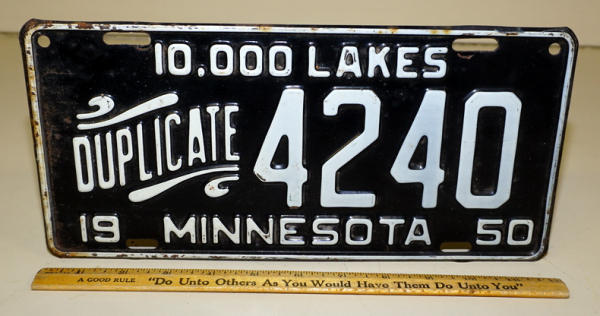 10,000 LAKES
DUPLICATE 4240
19 MINNESOTA 50
A GOOD RULE "Do Unto Others As You Would Have Them Do Unto You"